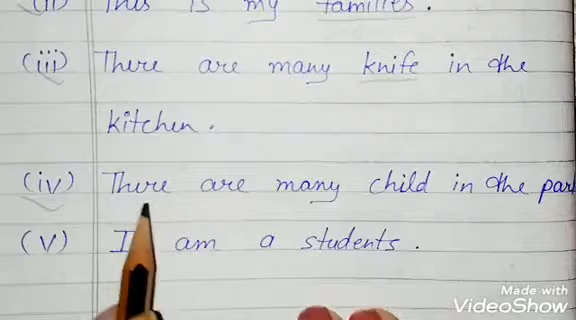 (ii) This is my families.
(iii) There are many knife in the
kitchen.
(iv) There are many child in the par
(v) I am a students.
Made with
VideoShow